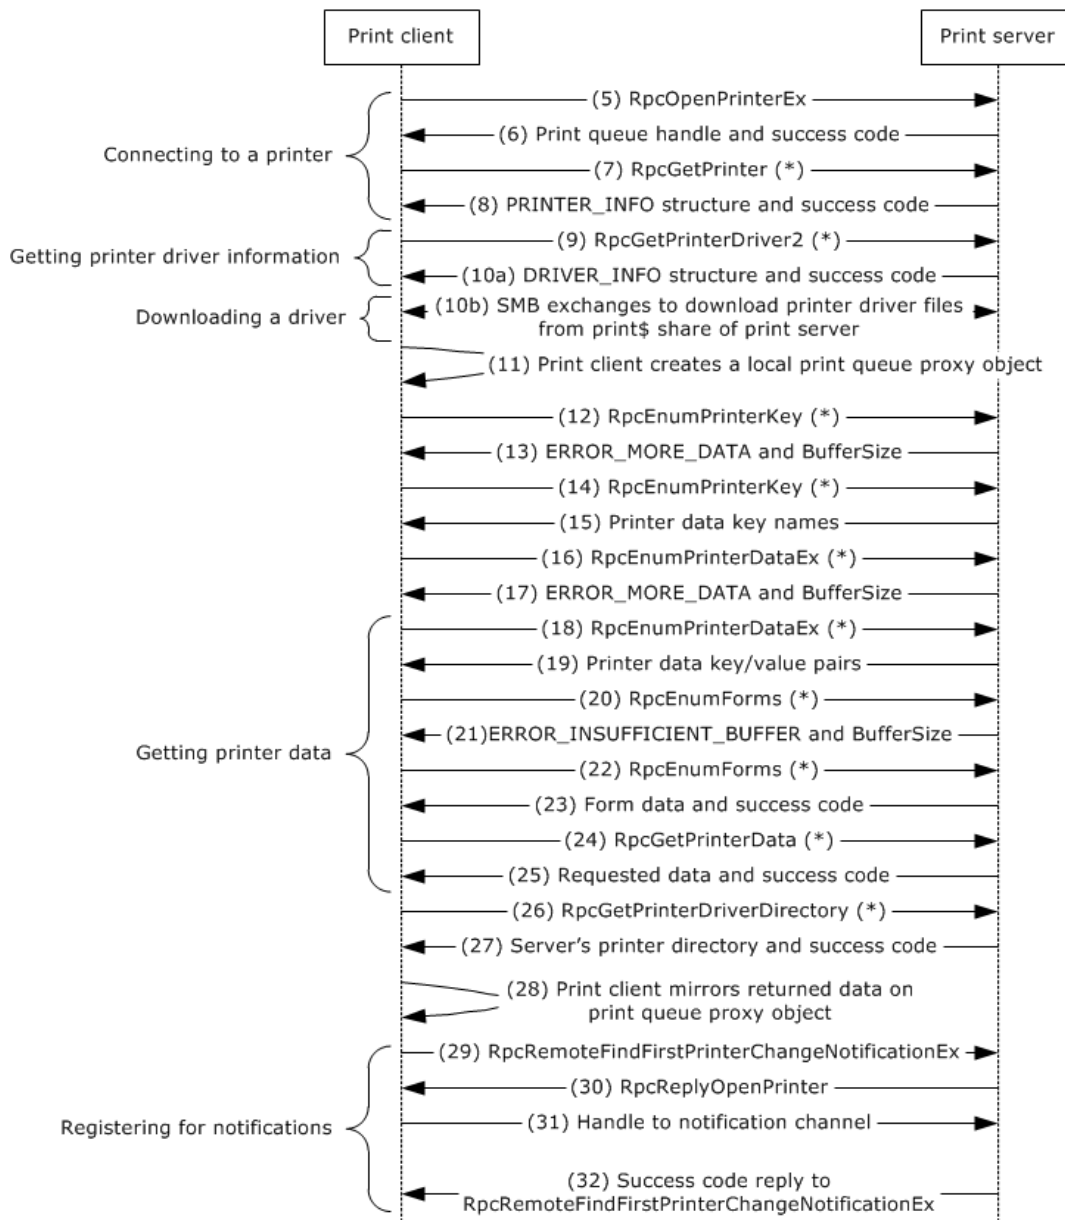 Print client
Print server
(5) RpcOpenPrinterEx
(6) Print queue handle and success code
Connecting to a printer
(7) RpcGetPrinter (*)
(8) PRINTER_INFO structure and success code
(9) RpcGetPrinterDriver2 (*)
Getting printer driver information
(10a) DRIVER_INFO structure and success code
(10b) SMB exchanges to download printer driver files
Downloading a driver
from print$ share of print server
(11) Print client creates a local print queue proxy object
(12) RpcEnumPrinterKey (*)
(13) ERROR_MORE_DATA and BufferSize
(14) RpcEnumPrinterKey (*)
(15) Printer data key names
(16) RpcEnumPrinterDataEx (*)
(17) ERROR_MORE_DATA and BufferSize
(18) RpcEnumPrinterDataEx (*)
(19) Printer data key/value pairs
(20) RpcEnumForms (*)
(21)ERROR_INSUFFICIENT_BUFFER and BufferSize
Getting printer data
(22) RpcEnumForms (*)
(23) Form data and success code
(24) RpcGetPrinterData (*)
(25) Requested data and success code
(26) RpcGetPrinterDriverDirectory (*)
(27) Server’s printer directory and success code
(28) Print client mirrors returned data on
print queue proxy object
(29) RpcRemoteFindFirstPrinterChangeNotificationEx
(30) RpcReplyOpenPrinter
(31) Handle to notification channel
Registering for notifications
(32) Success code reply to
RpcRemoteFindFirstPrinterChangeNotificationEx